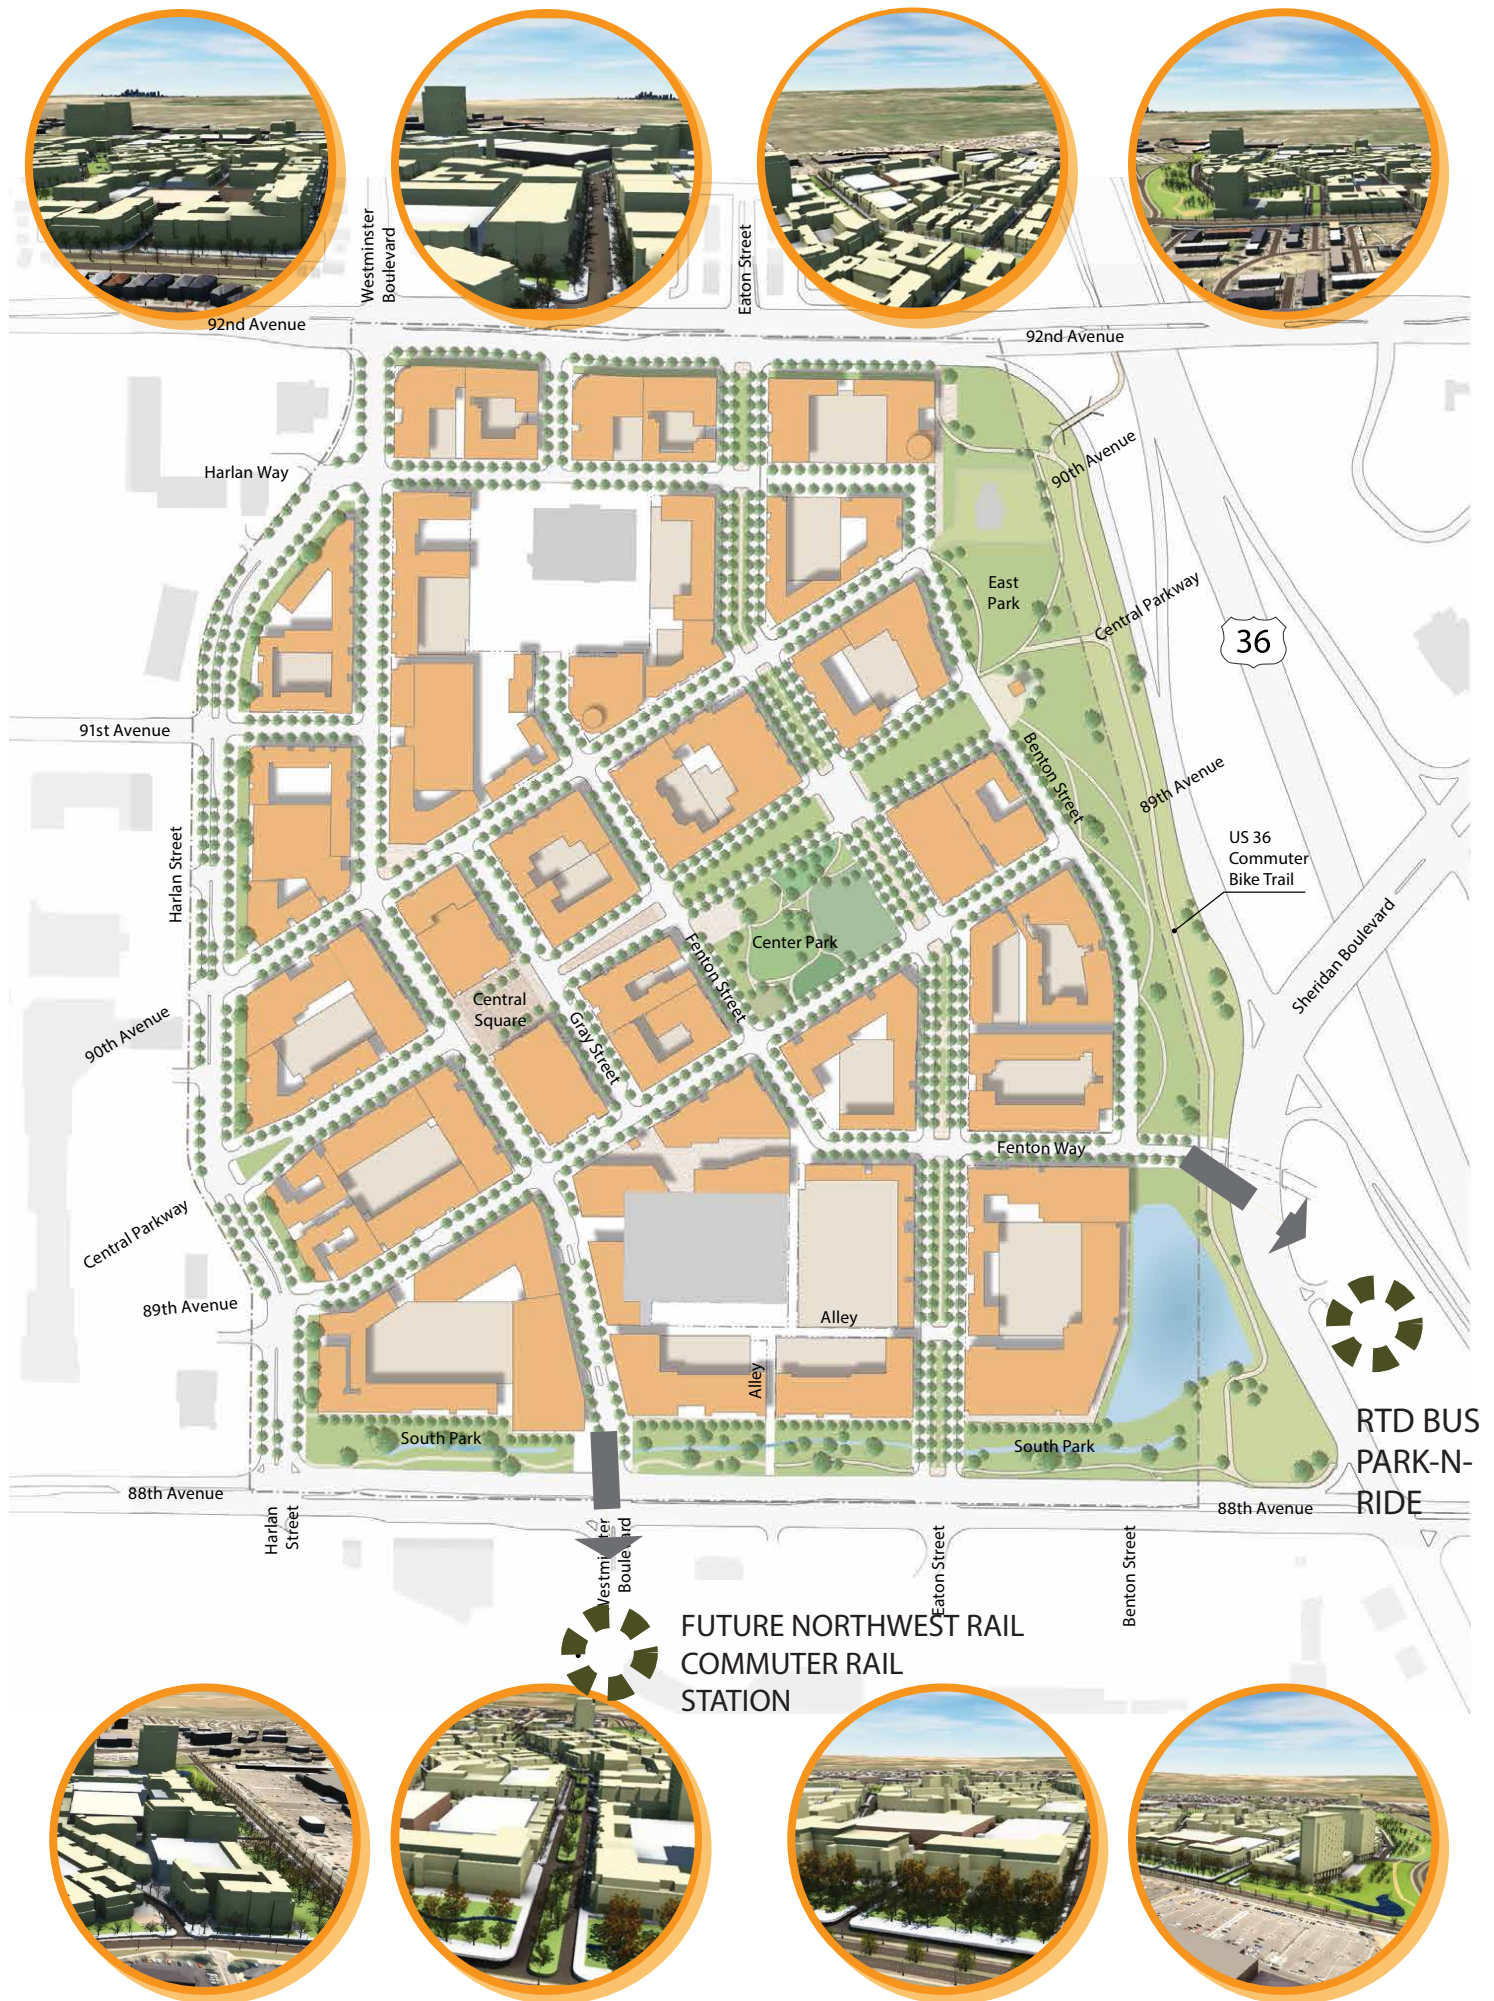 Westminster
Boulevard
Eaton Street
92nd Avenue
92nd Avenue
Harlan Way
90th Avenue
East
Park
Central Parkway
36
91st Avenue
Benton Street
89th Avenue
Harlan Street
US 36
Commuter
Bike Trail
Center Park
Fenton Street
Sheridan Boulevard
Central
Square
Gray Street
90th Avenue
Fenton Way
Central Parkway
89th Avenue
Alley
Alley
South Park
South Park
RTD BUS
PARK-N-
RIDE
88th Avenue
88th Avenue
Harlan
Street
Westminster
Boulevard
Eaton Street
Benton Street
FUTURE NORTHWEST RAIL
COMMUTER RAIL
STATION